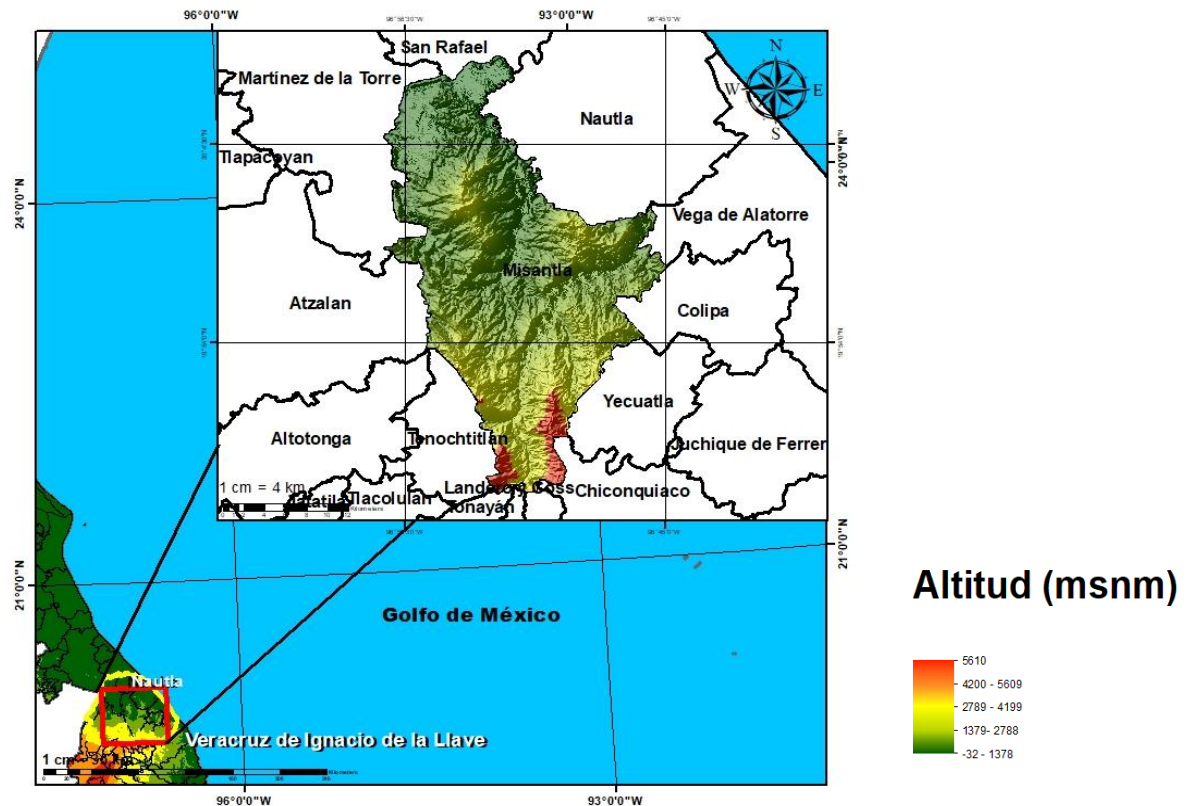 96°0'0"W
93°0'0"W
San Rafael
Martínez de la Torre
N
W
E
S
Nautla
Tlapacoyan
24°0'0"N
24°0'0"N
Vega de Alatorre
Misantla
Atzalan
Colipa
Yecuatla
Altotonga
Tenochtitlán
Juchique de Ferrer
1 cm = 4 km
Tlacolulan
Chiconquiaco
Tonayán
21°0'0"N
21°0'0"N
Golfo de México
Nautla
Veracruz de Ignacio de la Llave
96°0'0"W
93°0'0"W
Altitud (msnm)
5610
4200 - 5609
2789 - 4199
1379- 2788
-32 - 1378